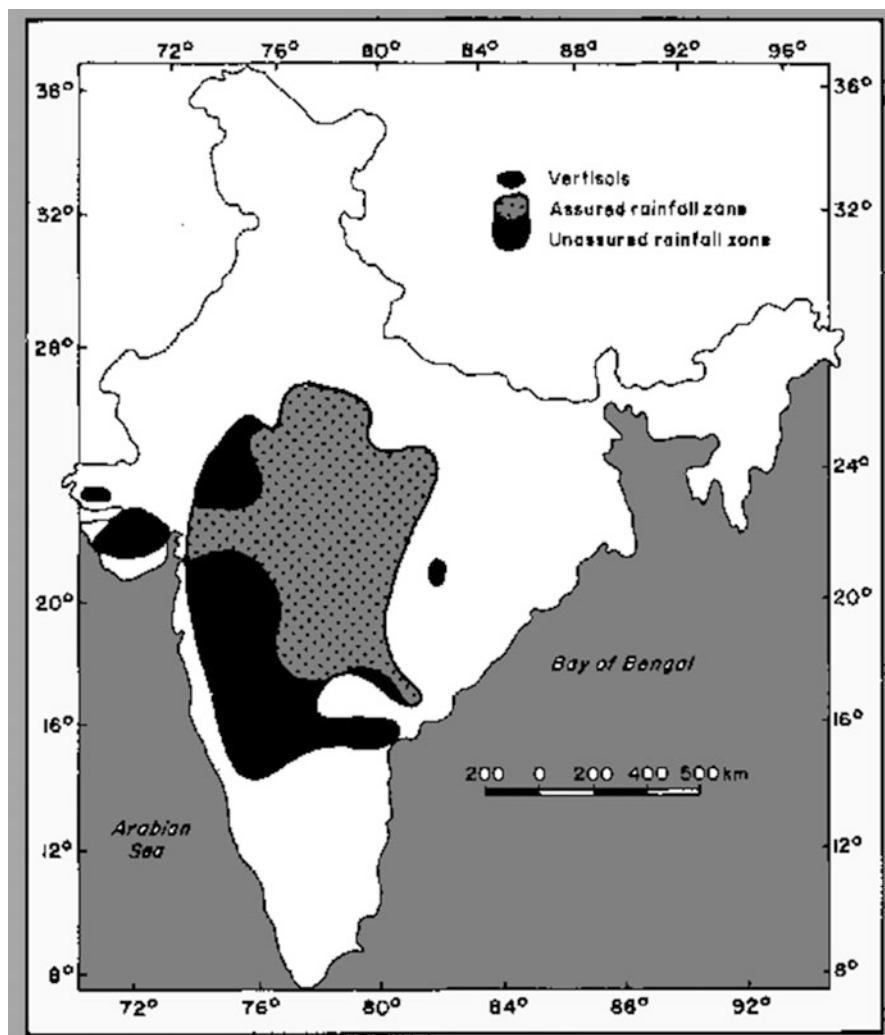 72° 76° 80° 84° 88° 92° 96°
36° 36°
Vertisols
Assured rainfall zone
32° 32°
Unassured rainfall zone
28° 28°
24° 24°
20° 20°
Bay of Bengal
16° 16°
200 0 200 400 500 km
Arabian
Sea
12° 12°
8° 8°
72° 76° 80° 84° 86° 92°